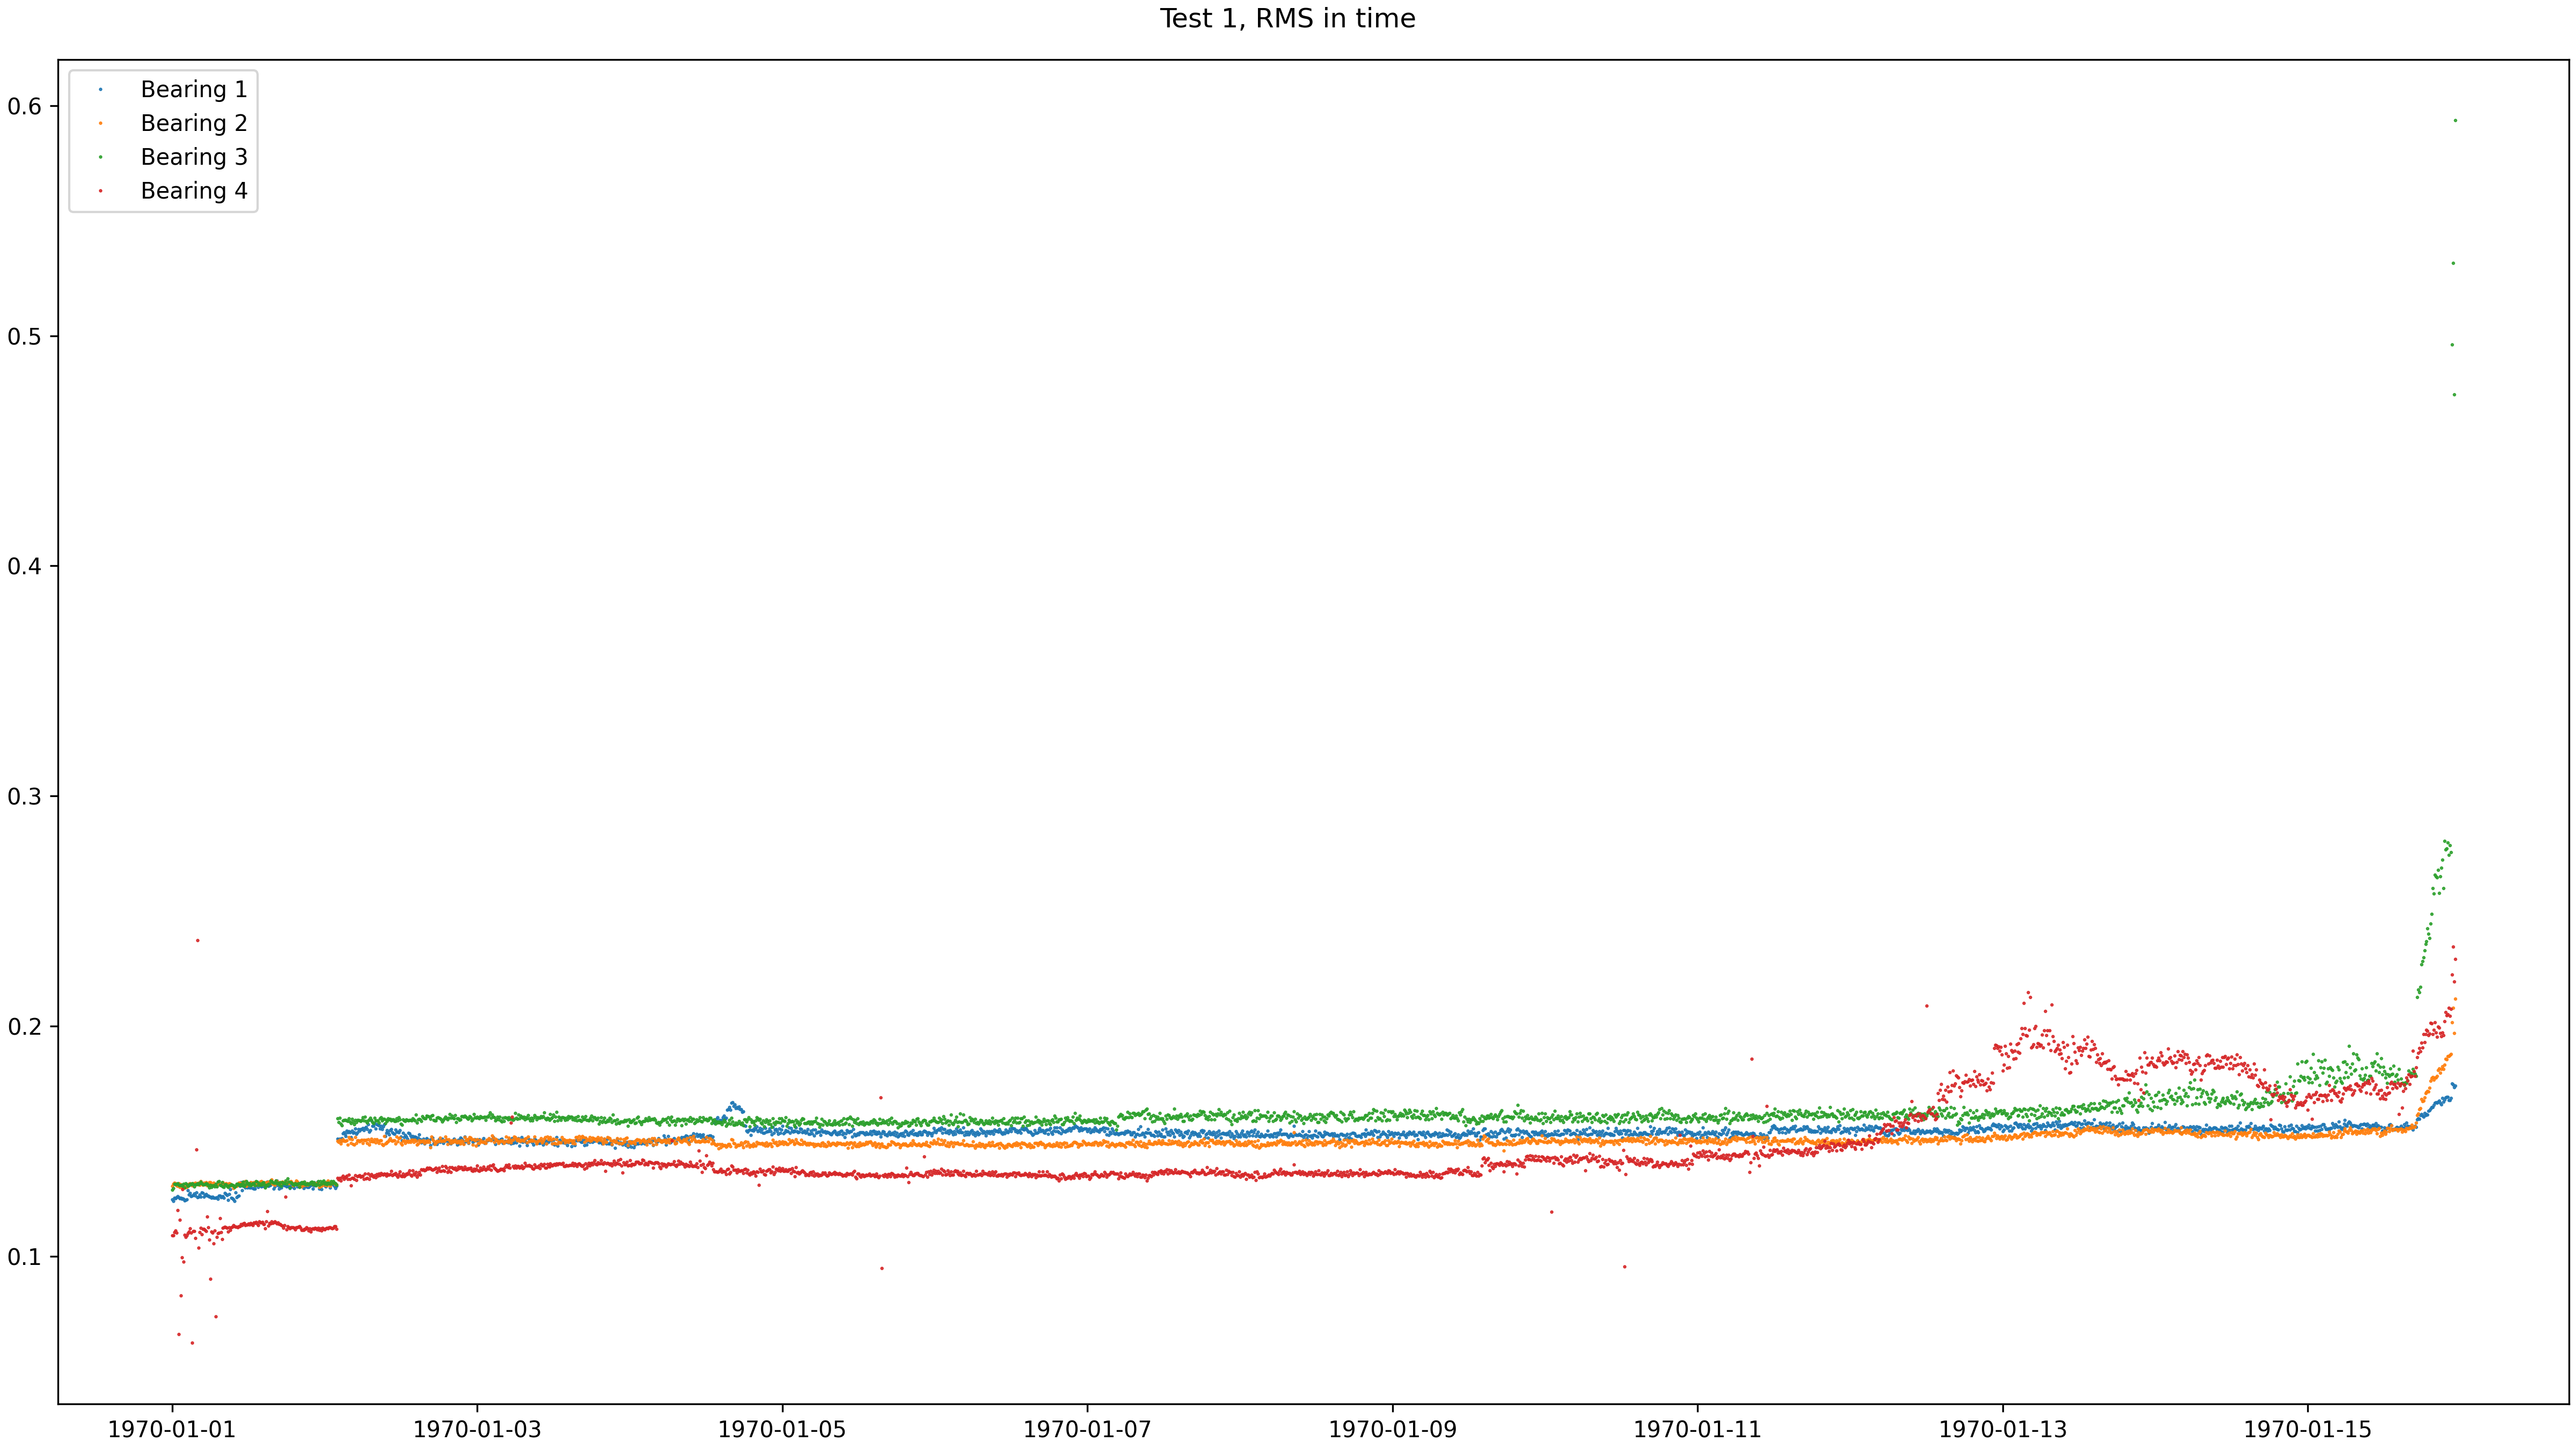 Test 1, RMS in time
Bearing 1
Bearing 2
Bearing 3
Bearing 4
0.6
0.5
0.4
0.3
0.2
0.1
1970-01-01 1970-01-03 1970-01-05 1970-01-07 1970-01-09 1970-01-11 1970-01-13 1970-01-15